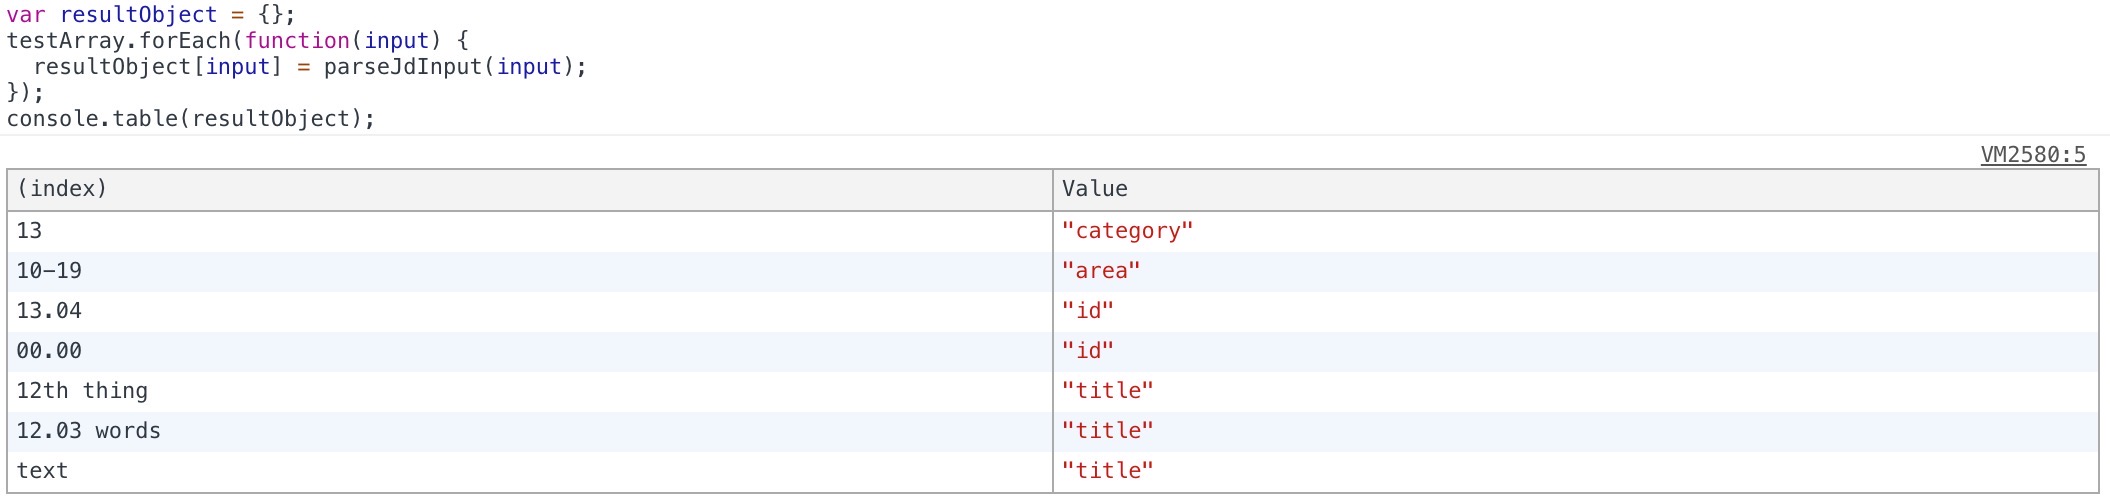 var resultObject = {};
testArray.forEach(function(input) {
  resultObject[input] = parseJdInput(input);
});
console.table(resultObject);
VM2580:5
(index) Value
13 "category"
10–19 "area"
13.04 "id"
00.00 "id"
12th thing "title"
12.03 words "title"
text "title"